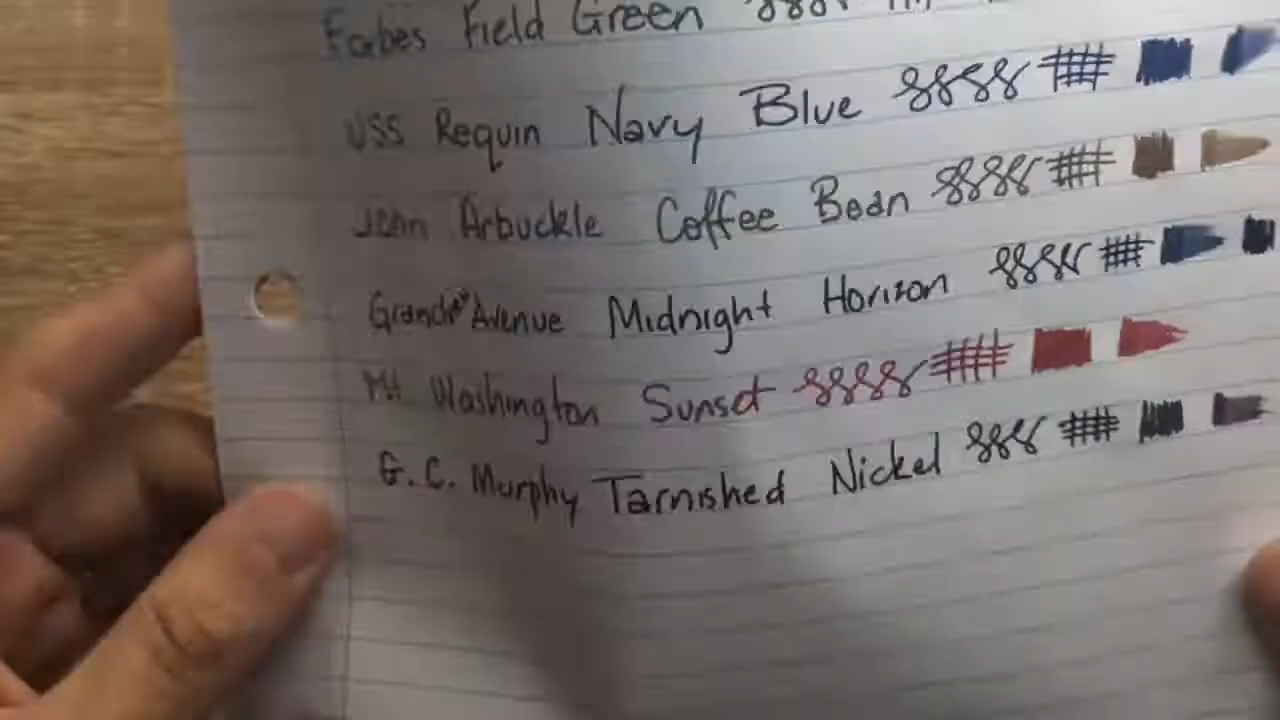 Forbes Field Green
USS Requin Navy Blue
John Arbuckle Coffee Bean
Grandview Avenue Midnight Horizon
Mt. Washington Sunset
G.C. Murphy Tarnished Nickel